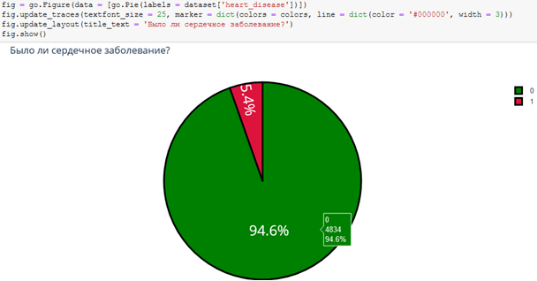 fig = go.Figure(data = [go.Pie(labels = dataset['heart_disease'])])
fig.update_traces(textfont_size = 25, marker = dict(colors = colors, line = dict(color = '#000000', width = 3)))
fig.update_layout(title_text = 'Было ли сердечное заболевание?')
fig.show()
Было ли сердечное заболевание?
0
1
5.4%
94.6%
0
4834
94.6%